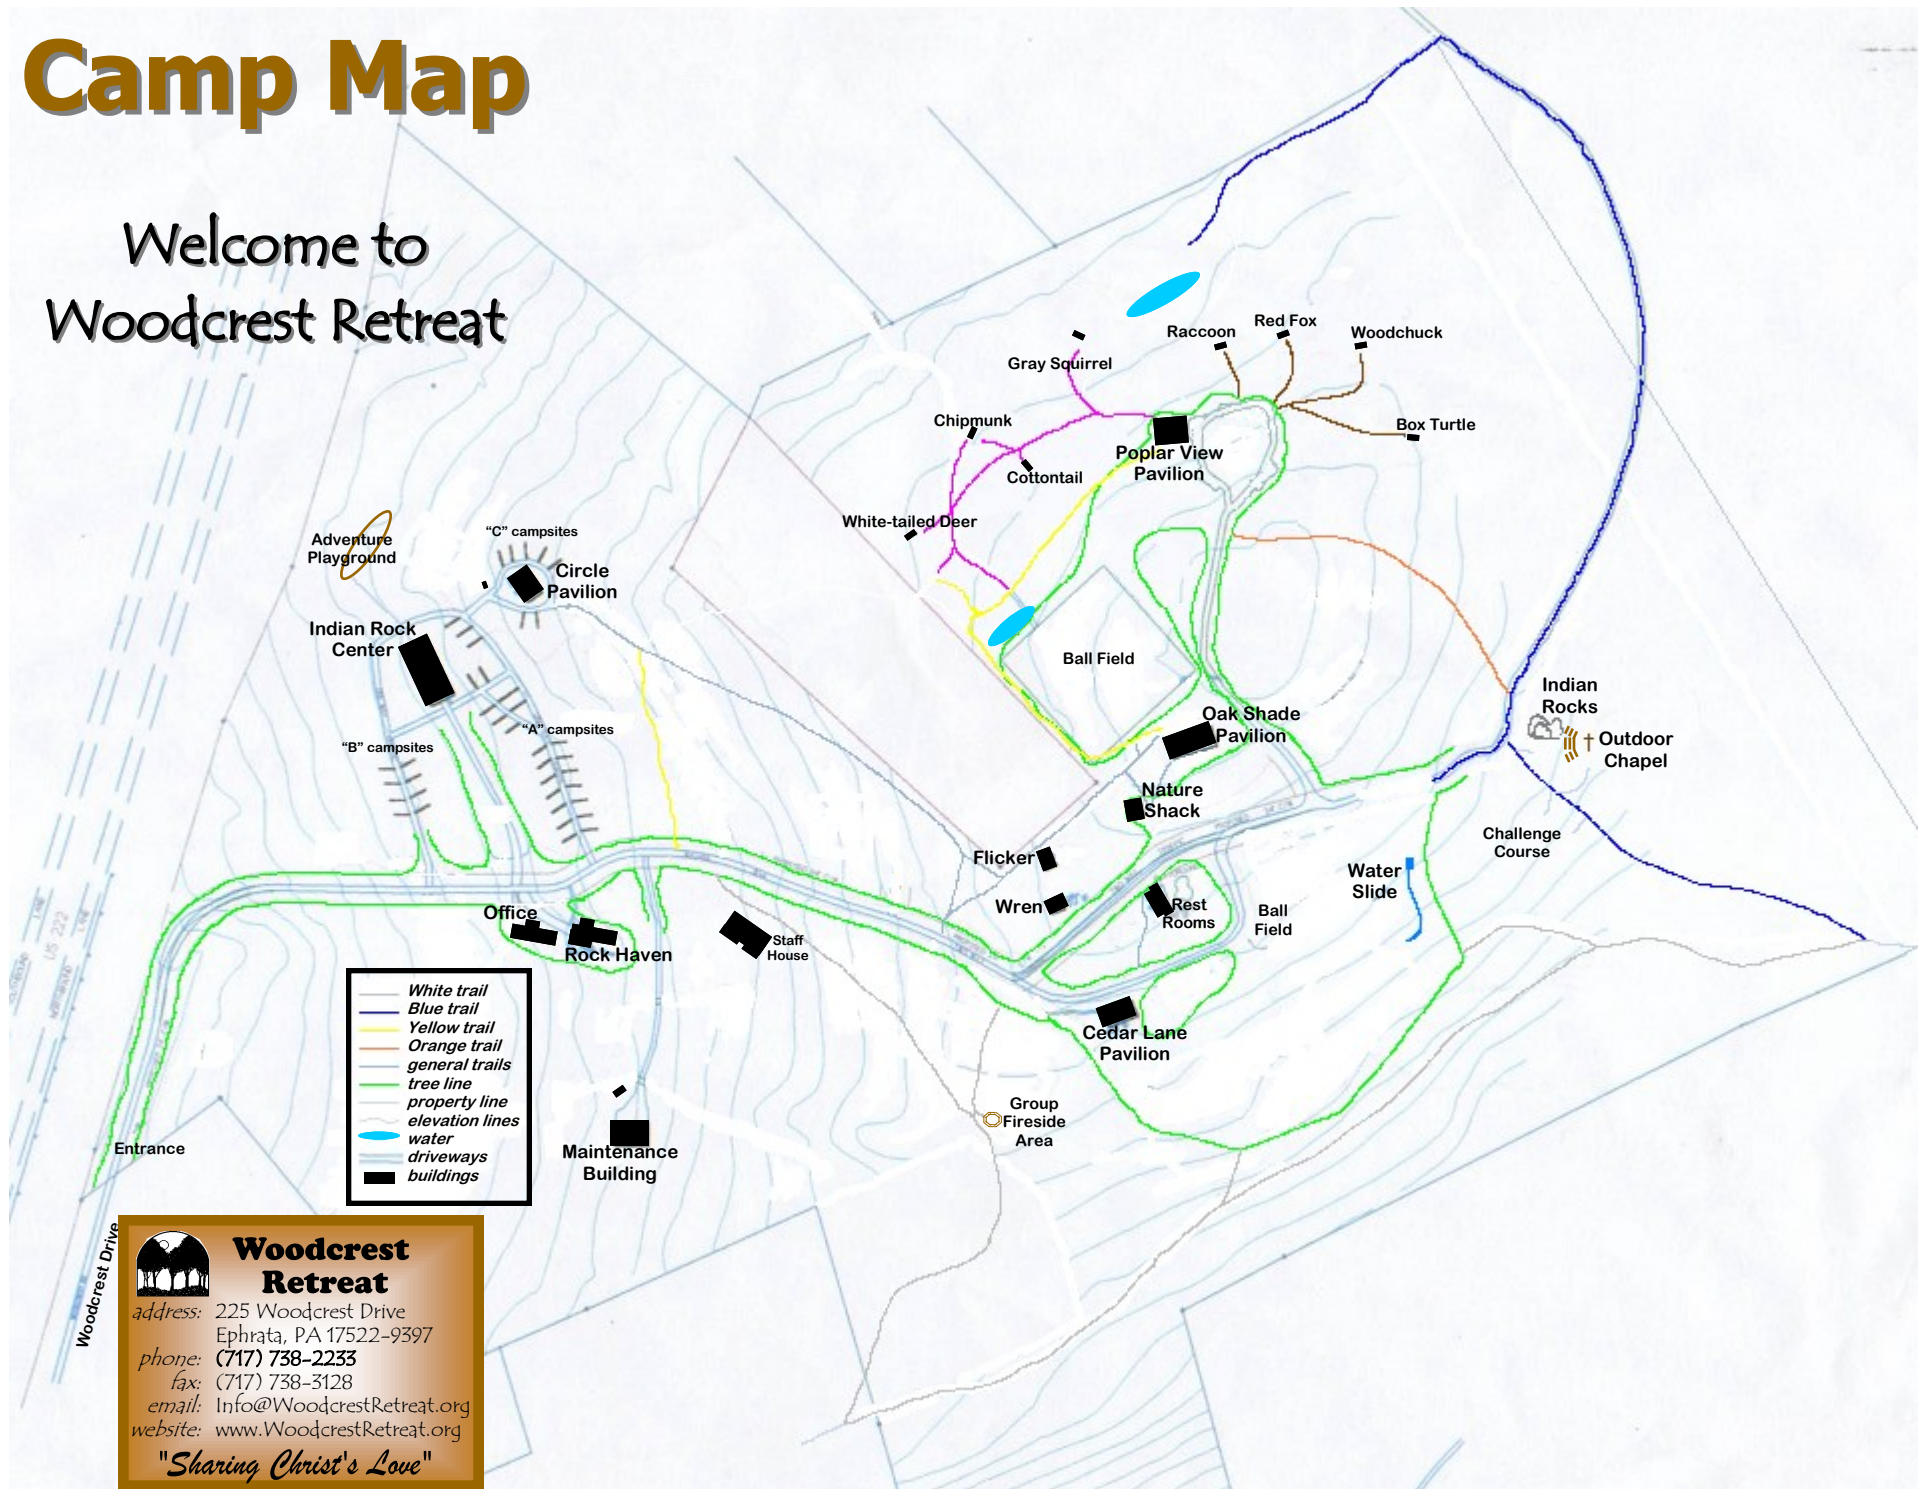 Camp Map
Welcome to
Woodcrest Retreat
Raccoon
Red Fox
Woodchuck
Gray Squirrel
Chipmunk
Box Turtle
Poplar View
Pavilion
Cottontail
White-tailed Deer
Adventure
Playground
"C" campsites
Circle
Pavilion
Indian Rock
Center
Ball Field
Indian
Rocks
Oak Shade
Pavilion
Outdoor
Chapel
"A" campsites
"B" campsites
Nature
Shack
Challenge
Course
Flicker
Water
Slide
Wren
Rest
Rooms
Ball
Field
Office
Rock Haven
Staff
House
Cedar Lane
Pavilion
Group
Fireside
Area
US 222
Entrance
Maintenance
Building
Woodcrest Drive
White trail
Blue trail
Yellow trail
Orange trail
general trails
tree line
property line
elevation lines
water
driveways
buildings
Woodcrest
Retreat
address: 225 Woodcrest Drive
Ephrata, PA 17522-9397
phone: (717) 738-2233
fax: (717) 738-3128
email: Info@WoodcrestRetreat.org
website: www.WoodcrestRetreat.org
"Sharing Christ's Love"